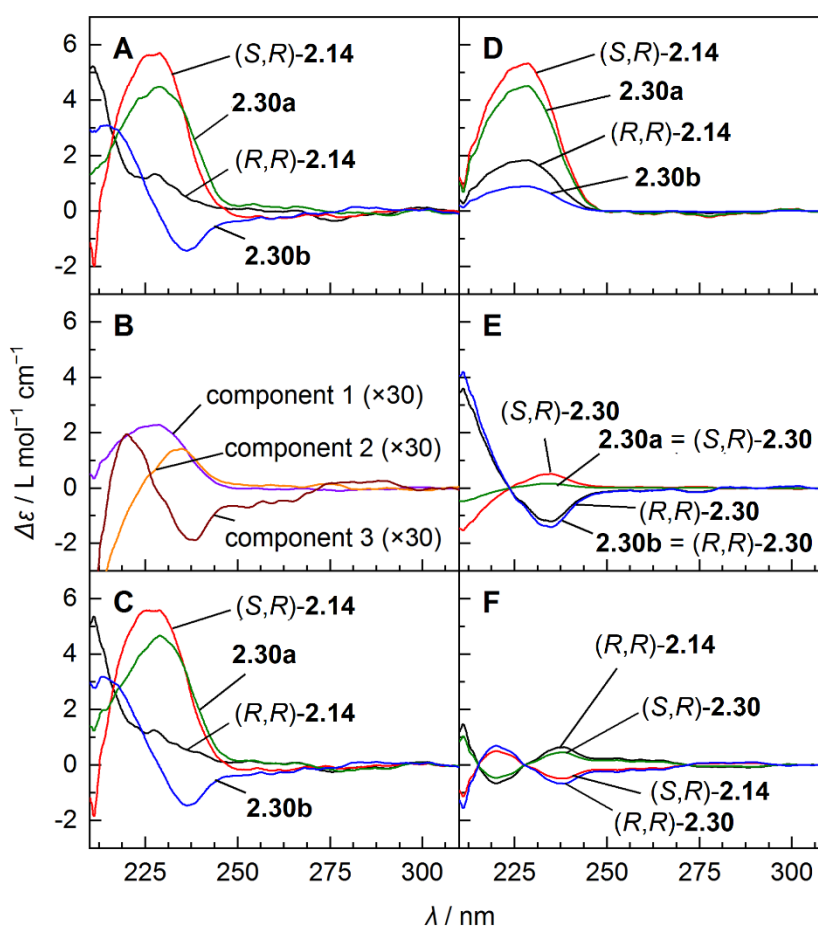 A
(S,R)-2.14
2.30a
(R,R)-2.14
2.30b
6
4
2
0
-2
D
(S,R)-2.14
2.30a
(R,R)-2.14
2.30b
B
component 1 (×30)
component 2 (×30)
component 3 (×30)
6
4
2
0
-2
Δε / L mol⁻¹ cm⁻¹
E
(S,R)-2.30
2.30a = (S,R)-2.30
(R,R)-2.30
2.30b = (R,R)-2.30
C
(S,R)-2.14
2.30a
(R,R)-2.14
2.30b
6
4
2
0
-2
F
(R,R)-2.14
(S,R)-2.30
(S,R)-2.14
(R,R)-2.30
225 250 275 300 225 250 275 300
λ / nm